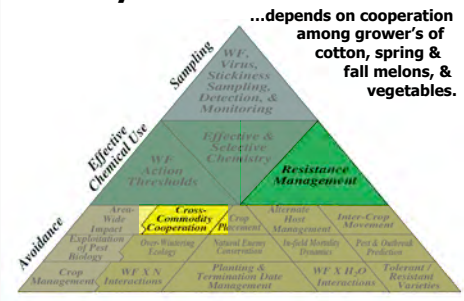 …depends on cooperation
among grower's of
cotton, spring &
fall melons, &
vegetables.
Sampling
WF,
Virus,
Stickiness
Sampling,
Detection, &
Monitoring
Effective
Chemical Use
WF
Action
Thresholds
Effective &
Selective
Chemistry
Resistance
Management
Avoidance
Area-
Wide
Impact
Cross-
Commodity
Cooperation
Crop
Placement
Alternate
Host
Management
Inter-Crop
Movement
Exploitation
of Pest
Biology
Over-Wintering
Ecology
Natural Enemy
Conservation
In-field Mortality
Dynamics
Pest & Outbreak
Prediction
Crop
Management
WF X N
Interactions
Planting &
Termination Date
Management
WF X H2O
Interactions
Tolerant /
Resistant
Varieties